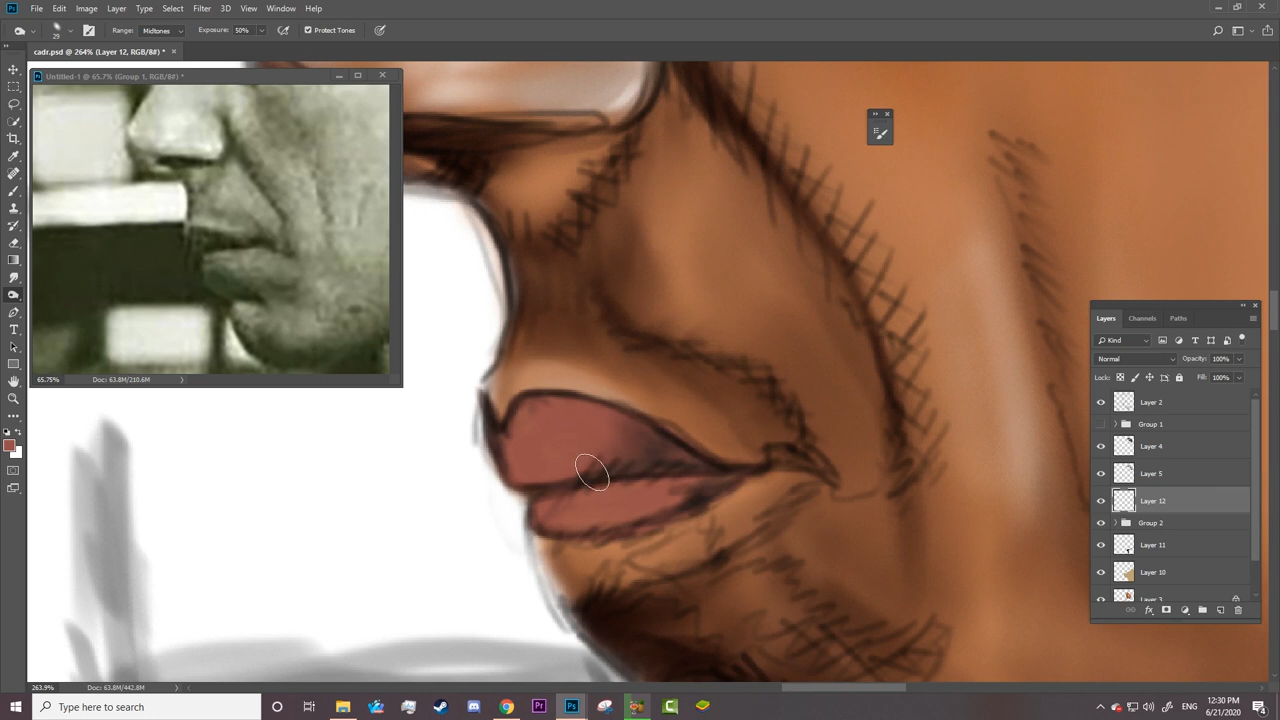 File Edit Image Layer Type Select Filter 3D View Window Help
29 Range: Midtones Exposure: 50% Protect Tones
cadr.psd @ 264% (Layer 12, RGB/8#) *
Untitled-1 @ 65.7% (Group 1, RGB/8#) *
65.75% Doc: 63.8M/210.6M
Layers Channels Paths
Kind
Normal Opacity: 100%
Lock: Fill: 100%
Layer 2
Group 1
Layer 4
Layer 5
Layer 12
Group 2
Layer 11
Layer 10
Layer 3
263.9% Doc: 63.8M/442.8M
Type here to search
12:30 PM
6/21/2020